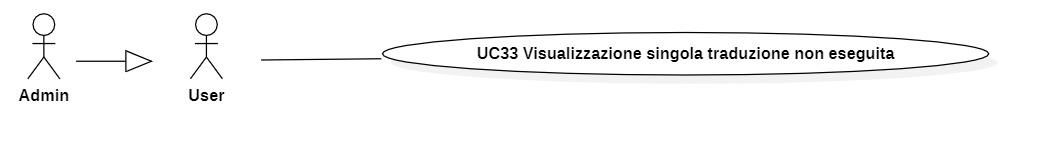 UC33 Visualizzazione singola traduzione non eseguita
Admin
User